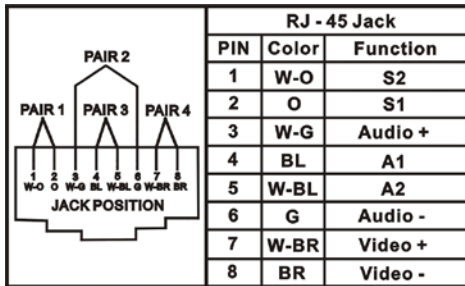 PAIR 2
PAIR 1 PAIR 3 PAIR 4
1 2 3 4 5 6 7 8
W-O O W-G BL W-BL G W-BR BR
JACK POSITION
RJ - 45 Jack
PIN Color Function
1 W-O S2
2 O S1
3 W-G Audio +
4 BL A1
5 W-BL A2
6 G Audio -
7 W-BR Video +
8 BR Video -